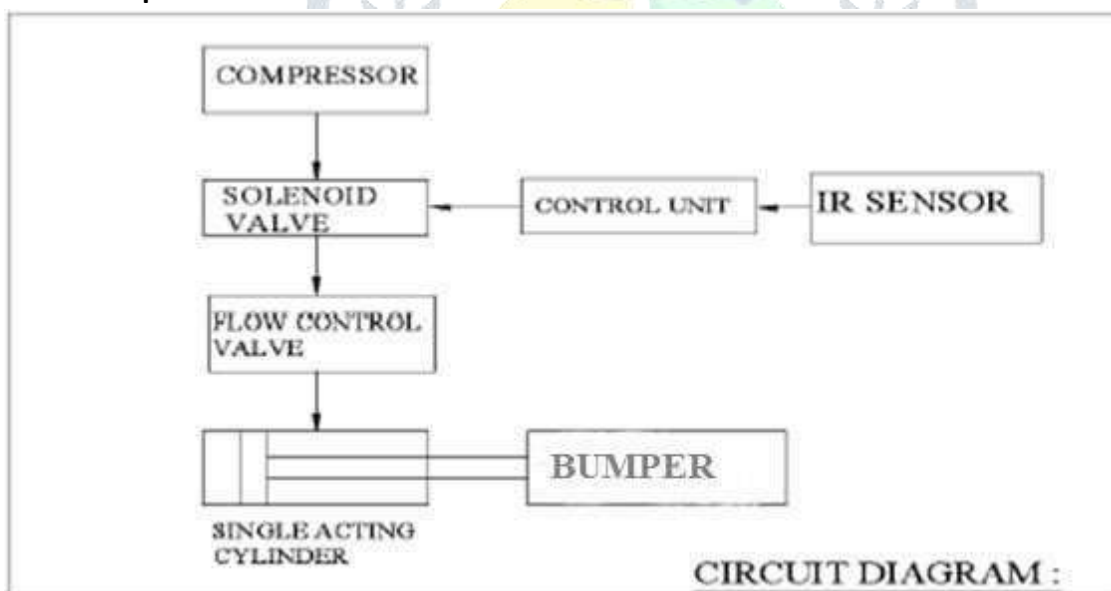 COMPRESSOR
SOLENOID
VALVE
CONTROL UNIT
IR SENSOR
FLOW CONTROL
VALVE
BUMPER
SINGLE ACTING
CYLINDER
CIRCUIT DIAGRAM :